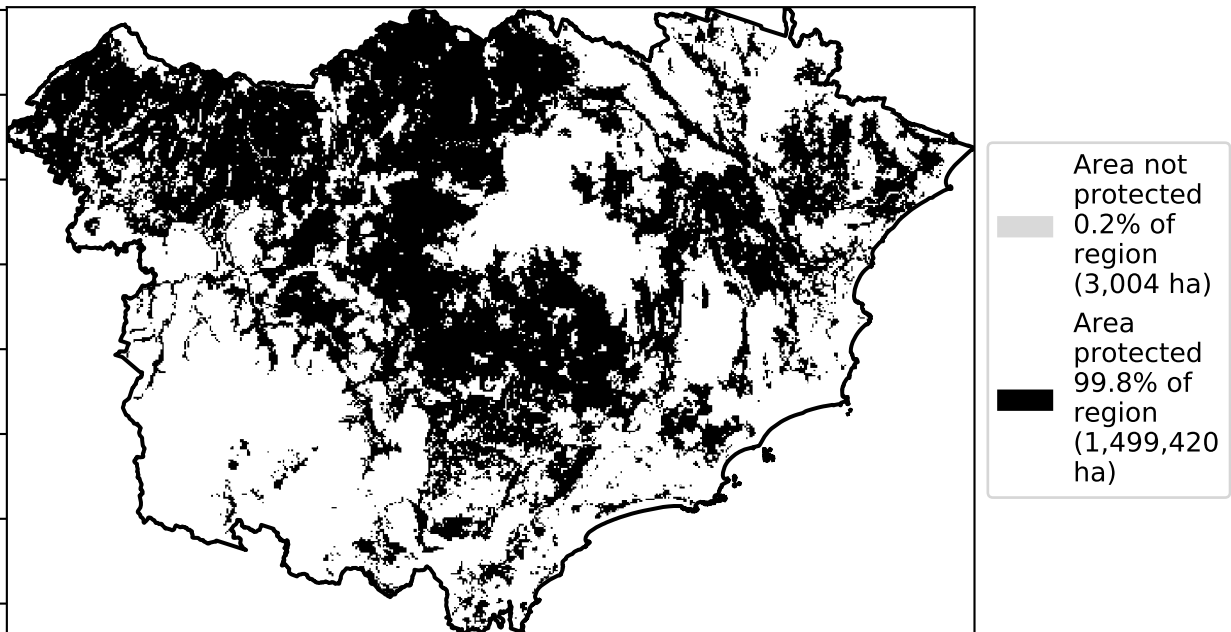 Area not
protected
0.2% of
region
(3,004 ha)
Area
protected
99.8% of
region
(1,499,420
ha)